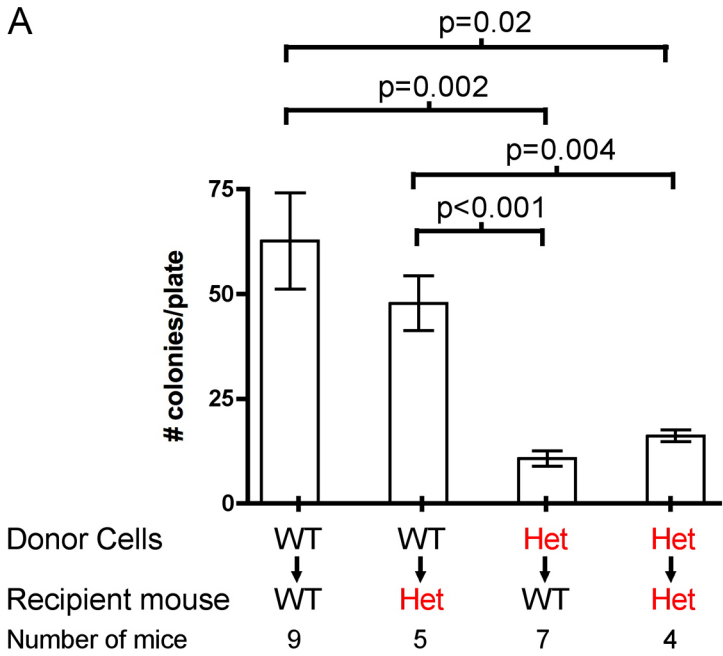 A
p=0.02
p=0.002
p=0.004
p<0.001
75
50
25
0
# colonies/plate
Donor Cells WT WT Het Het
Recipient mouse WT Het WT Het
Number of mice 9 5 7 4